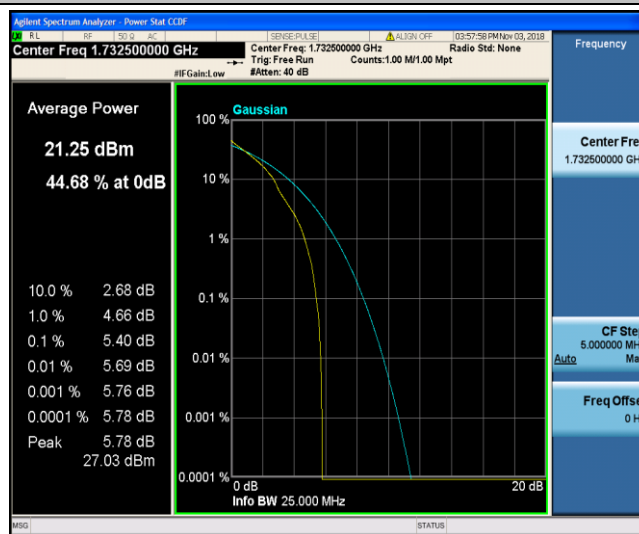 Agilent Spectrum Analyzer - Power Stat CCDF
RL RF 50 Ω AC SENSE:PULSE ALIGN OFF 03:57:58 PM Nov 03, 2018
Center Freq 1.732500000 GHz
Center Freq: 1.732500000 GHz Radio Std: None
Trig: Free Run Counts:1.00 M/1.00 Mpt
#IFGain:Low #Atten: 40 dB
Frequency
Average Power
21.25 dBm
44.68 % at 0dB
10.0 % 2.68 dB
1.0 % 4.66 dB
0.1 % 5.40 dB
0.01 % 5.69 dB
0.001 % 5.76 dB
0.0001 % 5.78 dB
Peak 5.78 dB
27.03 dBm
Gaussian
100 %
10 %
1 %
0.1 %
0.01 %
0.001 %
0.0001 %
0 dB 20 dB
Info BW 25.000 MHz
Center Fre
1.732500000 GH
CF Ste
5.000000 MH
Auto Ma
Freq Offse
0 H
MSG STATUS